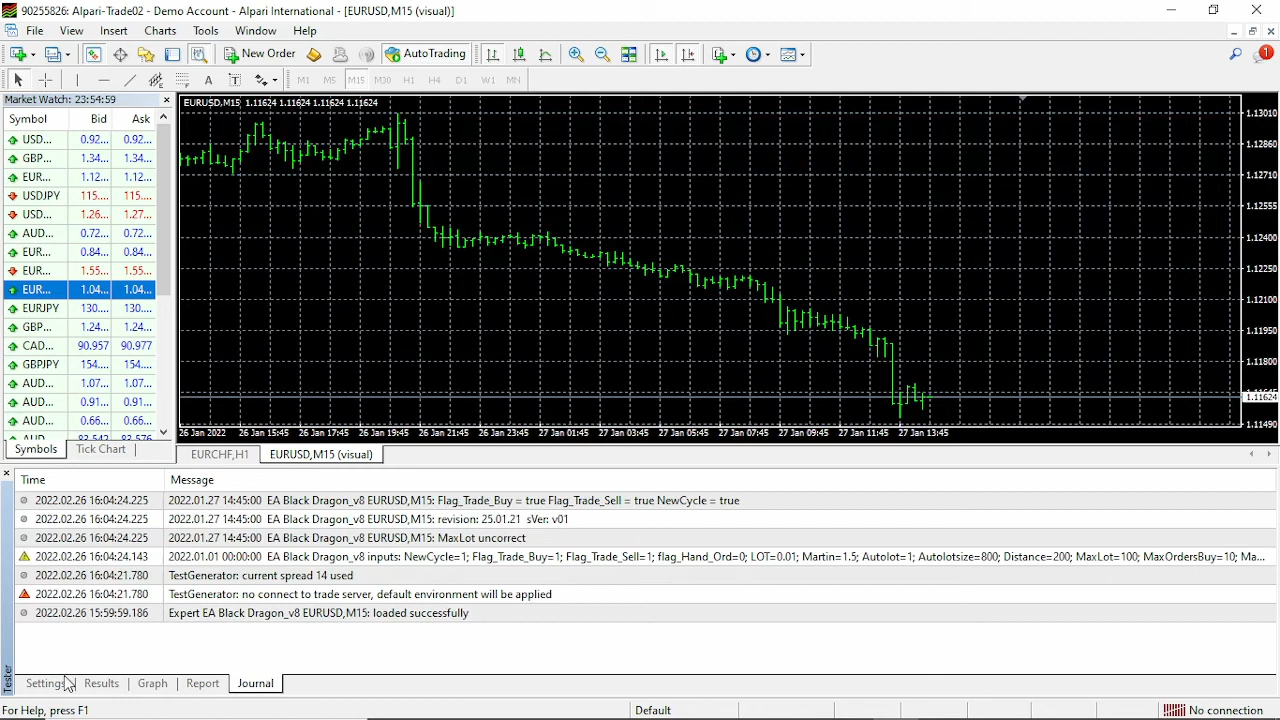 90255826: Alpari-Trade02 - Demo Account - Alpari International - [EURUSD,M15 (visual)]
File View Insert Charts Tools Window Help
New Order AutoTrading 1
A T M1 M5 M15 M30 H1 H4 D1 W1 MN
Market Watch: 23:54:59
Symbol Bid Ask
USD... 0.92... 0.92...
GBP... 1.34... 1.34...
EUR... 1.12... 1.12...
USDJPY 115.... 115....
USD... 1.26... 1.27...
AUD... 0.72... 0.72...
EUR... 0.84... 0.84...
EUR... 1.55... 1.55...
EUR... 1.04... 1.04...
EURJPY 130.... 130....
GBP... 1.24... 1.24...
CAD... 90.957 90.977
GBPJPY 154.... 154....
AUD... 1.07... 1.07...
AUD... 0.91... 0.91...
AUD... 0.66... 0.66...
AUD... 83.542 83.576
Symbols Tick Chart
EURUSD,M15 1.11624 1.11624 1.11624 1.11624
1.13010
1.12860
1.12710
1.12555
1.12400
1.12250
1.12100
1.11950
1.11800
1.11645
1.11624
1.11490
26 Jan 2022 26 Jan 15:45 26 Jan 17:45 26 Jan 19:45 26 Jan 21:45 26 Jan 23:45 27 Jan 01:45 27 Jan 03:45 27 Jan 05:45 27 Jan 07:45 27 Jan 09:45 27 Jan 11:45 27 Jan 13:45
EURCHF,H1 EURUSD,M15 (visual)
Time Message
2022.02.26 16:04:24.225 2022.01.27 14:45:00 EA Black Dragon_v8 EURUSD,M15: Flag_Trade_Buy = true Flag_Trade_Sell = true NewCycle = true
2022.02.26 16:04:24.225 2022.01.27 14:45:00 EA Black Dragon_v8 EURUSD,M15: revision: 25.01.21 sVer: v01
2022.02.26 16:04:24.225 2022.01.27 14:45:00 EA Black Dragon_v8 EURUSD,M15: MaxLot uncorrect
2022.02.26 16:04:24.143 2022.01.01 00:00:00 EA Black Dragon_v8 inputs: NewCycle=1; Flag_Trade_Buy=1; Flag_Trade_Sell=1; flag_Hand_Ord=0; LOT=0.01; Martin=1.5; Autolot=1; Autolotsize=800; Distance=200; MaxLot=100; MaxOrdersBuy=10; Ma...
2022.02.26 16:04:21.780 TestGenerator: current spread 14 used
2022.02.26 16:04:21.780 TestGenerator: no connect to trade server, default environment will be applied
2022.02.26 15:59:59.186 Expert EA Black Dragon_v8 EURUSD,M15: loaded successfully
Tester
Settings Results Graph Report Journal
For Help, press F1 Default No connection